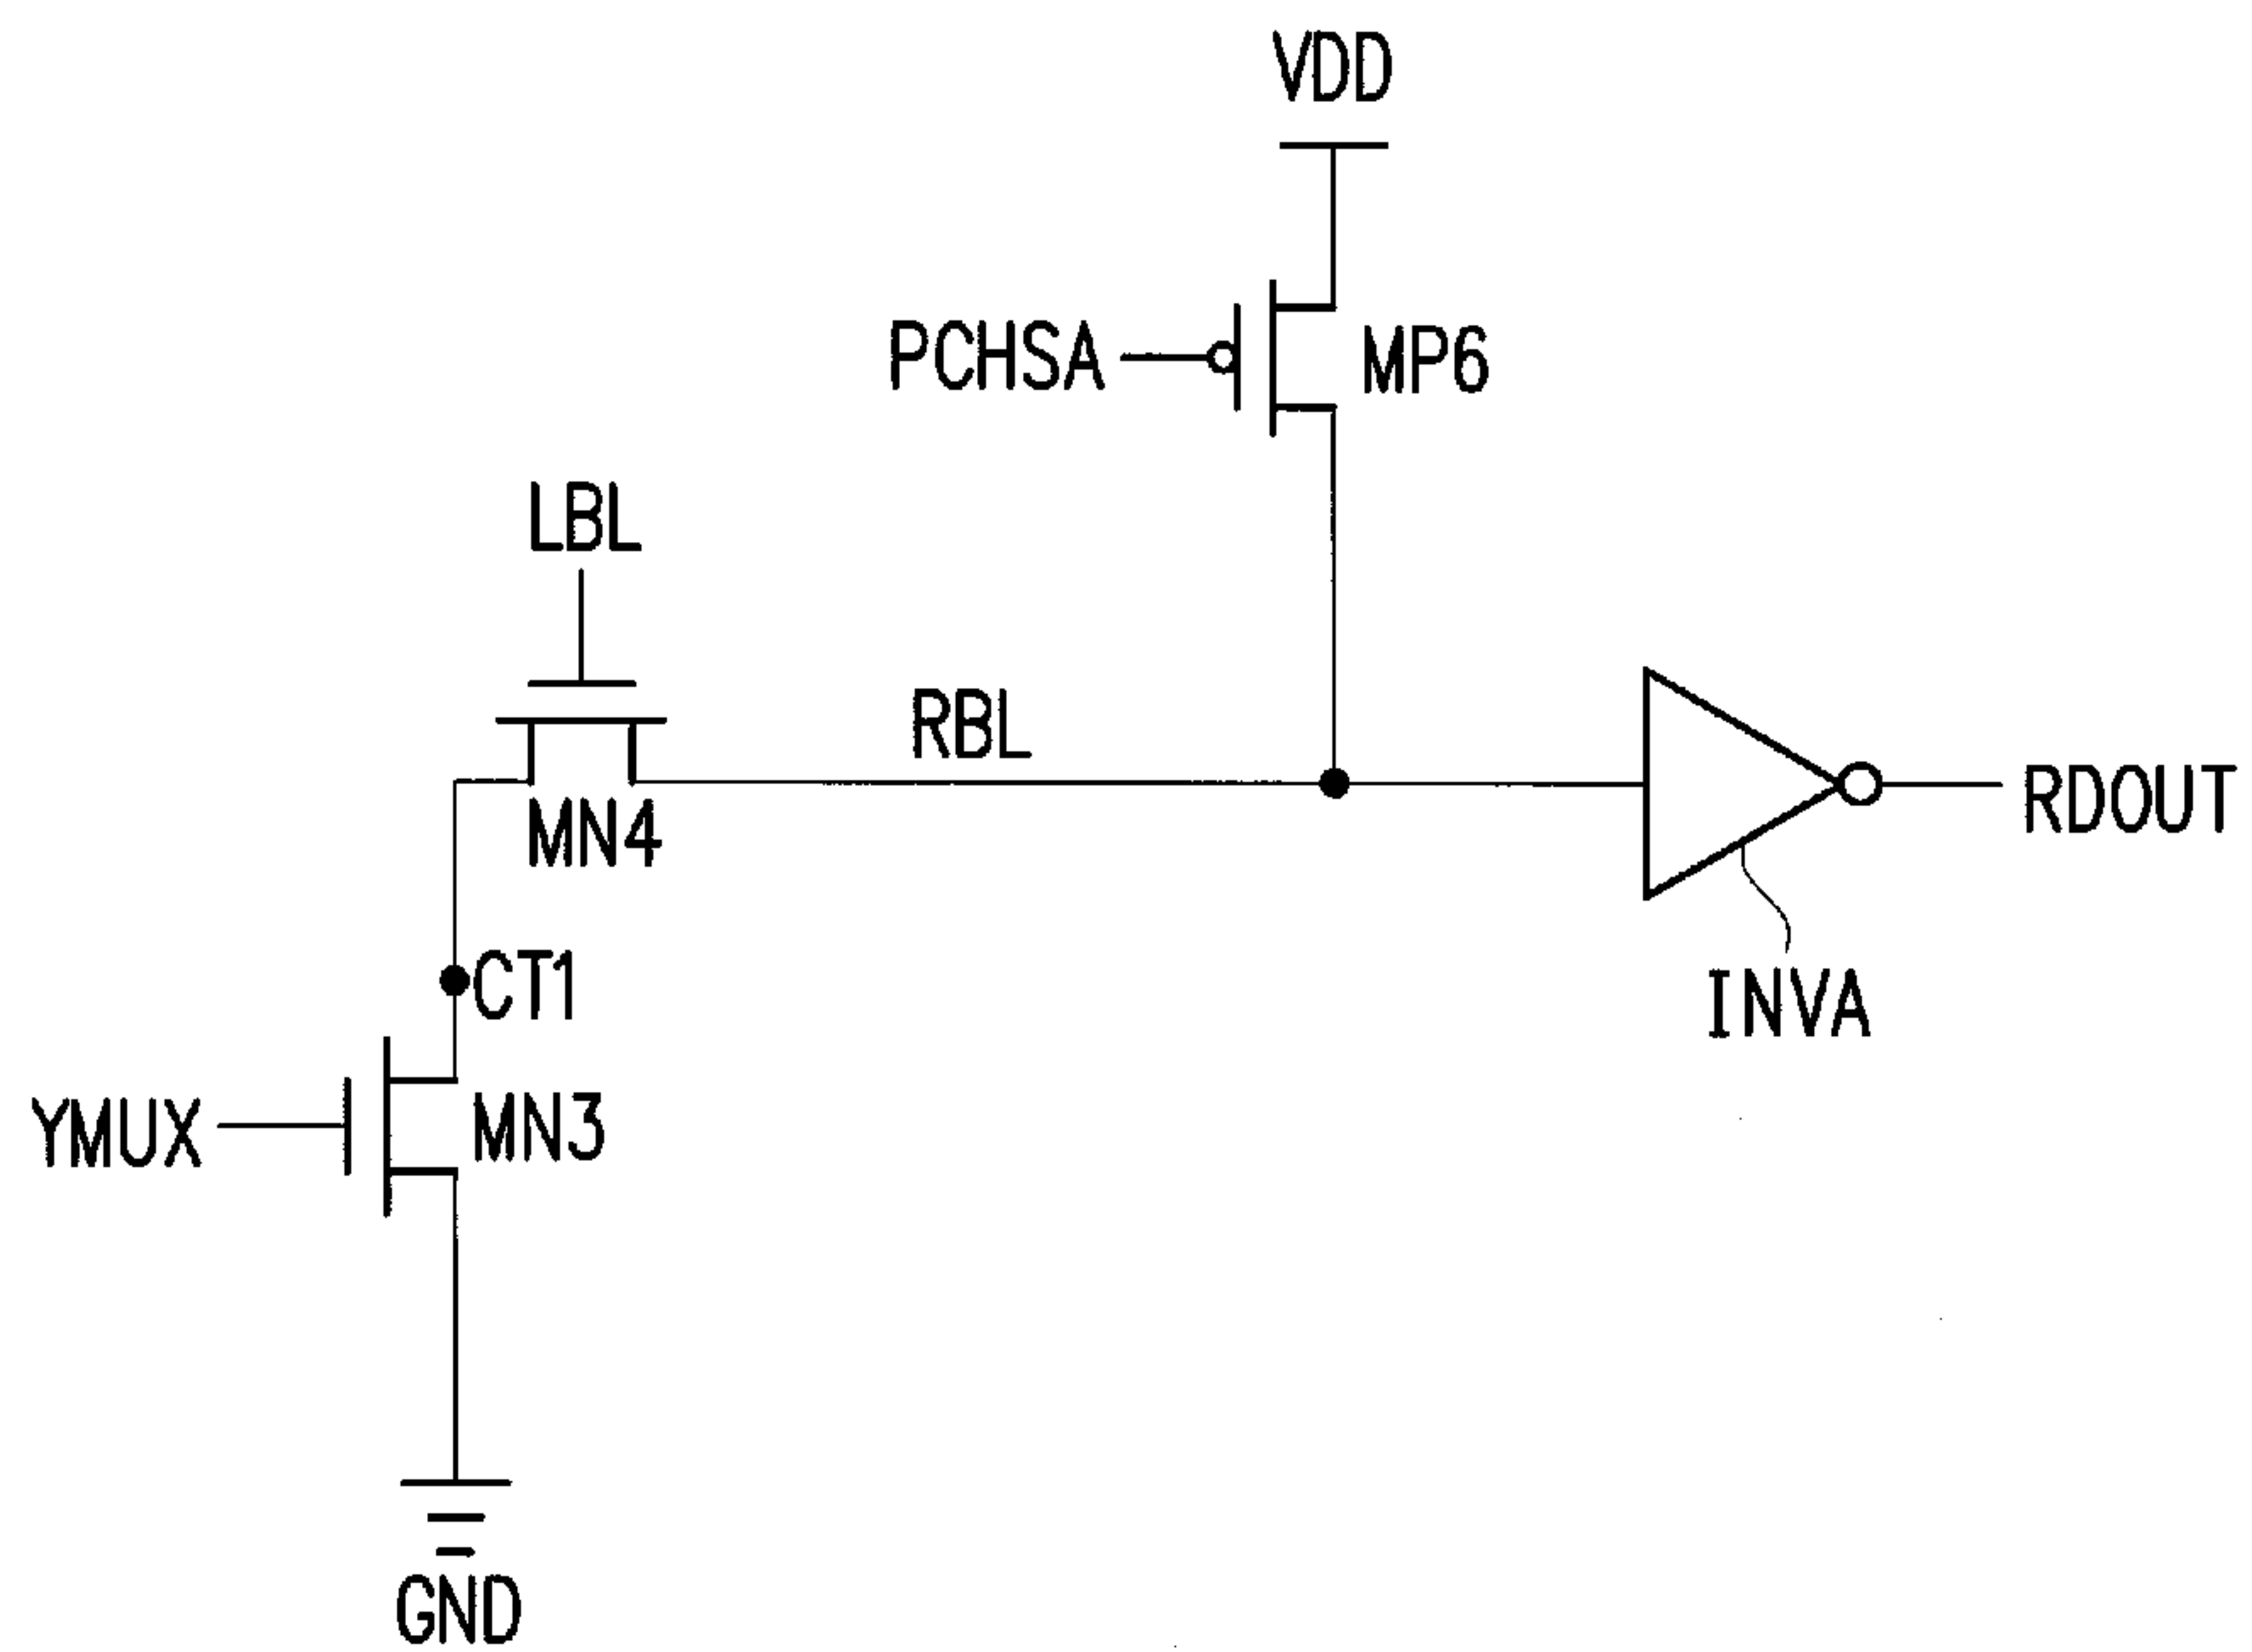 VDD
PCHSA
MP6
LBL
RBL
MN4
RDOUT
CT1
INVA
YMUX
MN3
GND